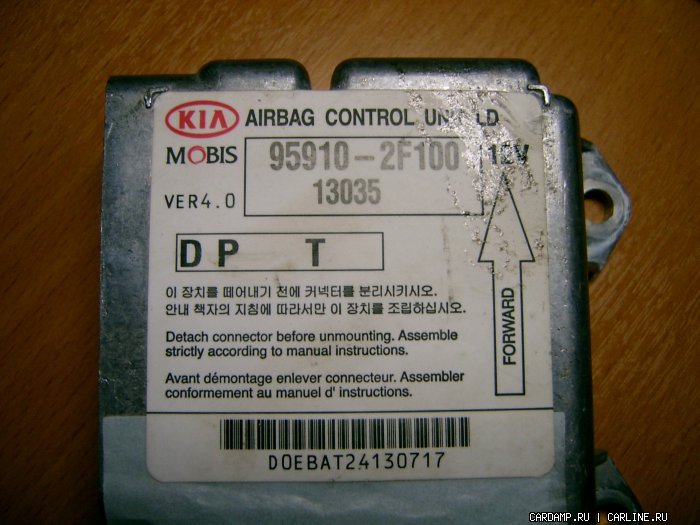 KIA AIRBAG CONTROL UNIT LD
MOBIS 95910-2F100 12V
VER4.0 13035
D P T
이 장치를 떼어내기 전에 커넥터를 분리시키시오.
안내 책자의 지침에 따라서만 이 장치를 조립하십시오.
Detach connector before unmounting. Assemble
strictly according to manual instructions.
Avant démontage enlever connecteur. Assembler
conformement au manuel d' instructions.
FORWARD
DOEBAT24130717
CARDAMP.RU | CARLINE.RU